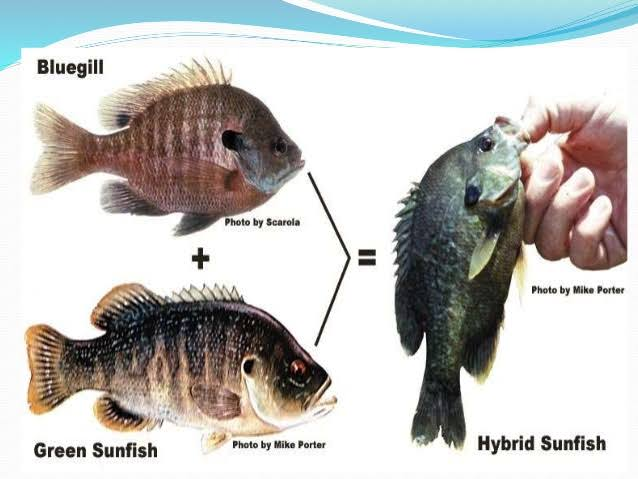 Bluegill
Photo by Scarola
+
=
Photo by Mike Porter
Green Sunfish
Photo by Mike Porter
Hybrid Sunfish